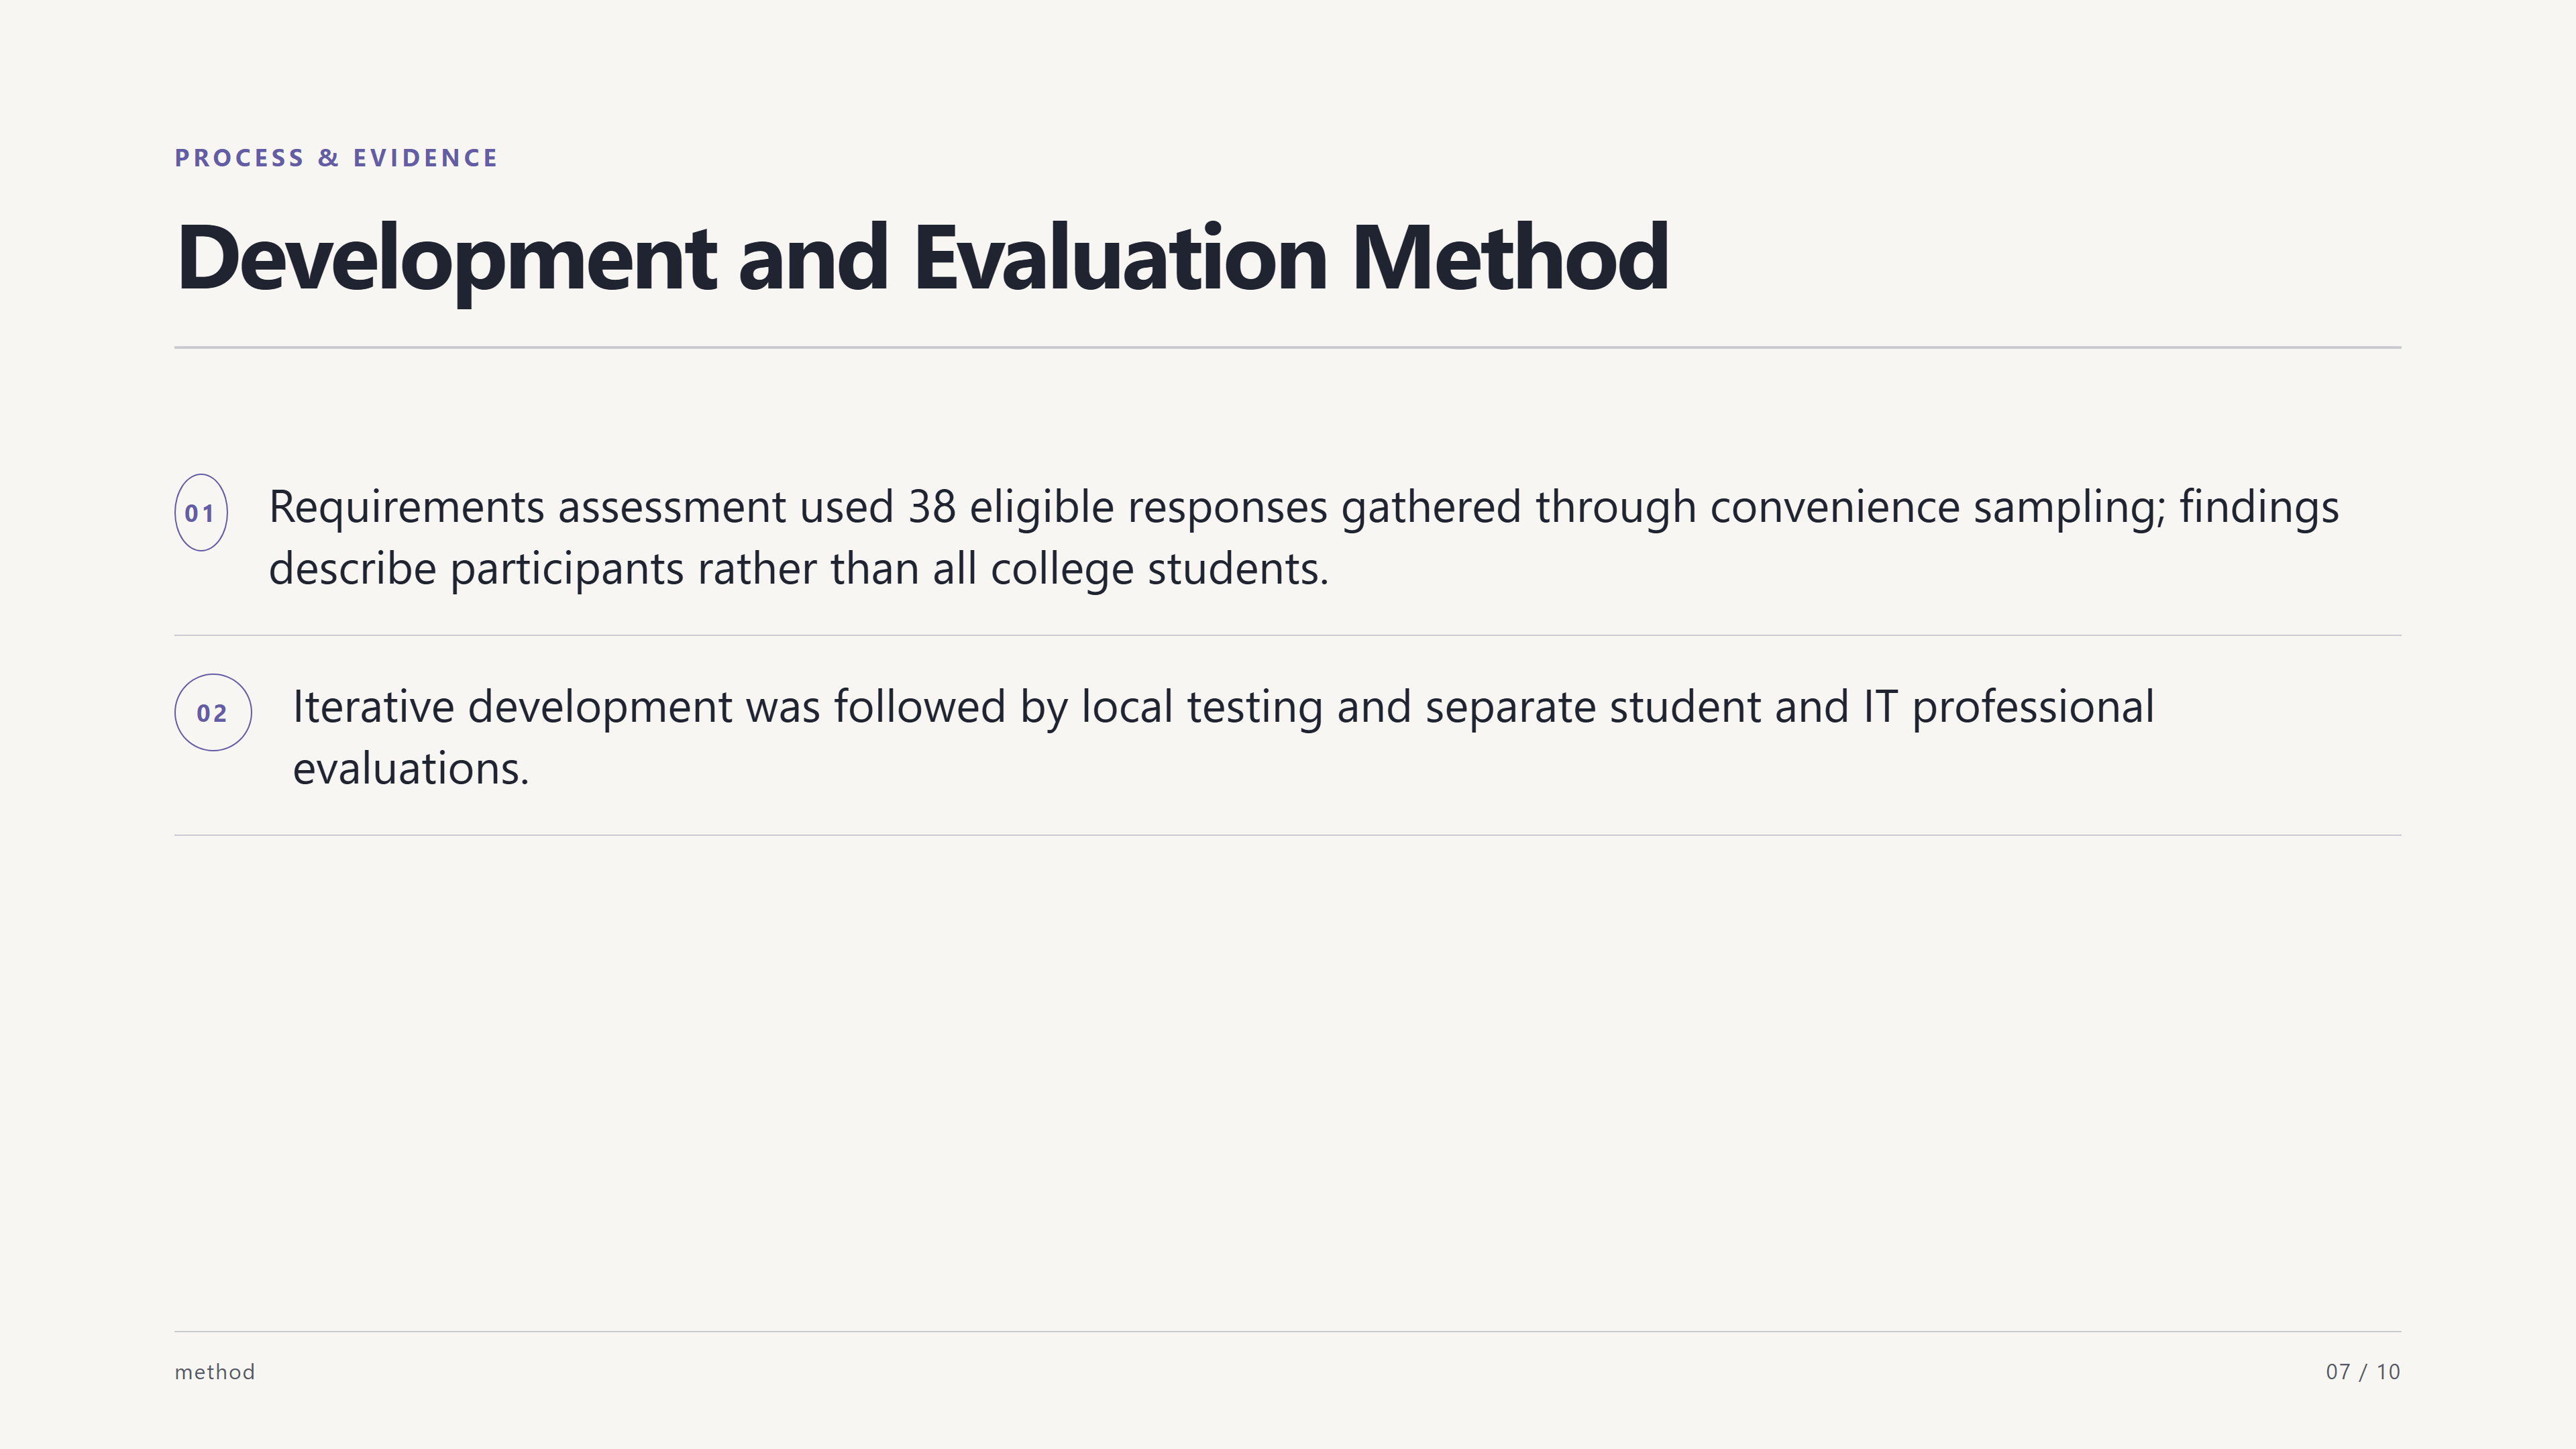 PROCESS & EVIDENCE
Development and Evaluation Method
01
Requirements assessment used 38 eligible responses gathered through convenience sampling; findings
describe participants rather than all college students.
02
Iterative development was followed by local testing and separate student and IT professional
evaluations.
method
07 / 10